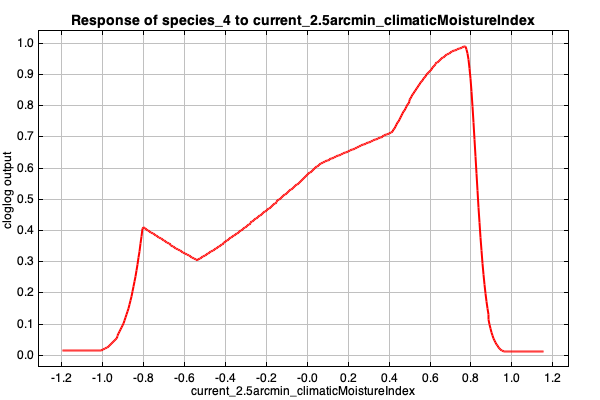 Response of species_4 to current_2.5arcmin_climaticMoistureIndex
1.0
0.9
0.8
0.7
0.6
0.5
0.4
0.3
0.2
0.1
0.0
cloglog output
-1.2 -1.0 -0.8 -0.6 -0.4 -0.2 -0.0 0.2 0.4 0.6 0.8 1.0 1.2
current_2.5arcmin_climaticMoistureIndex